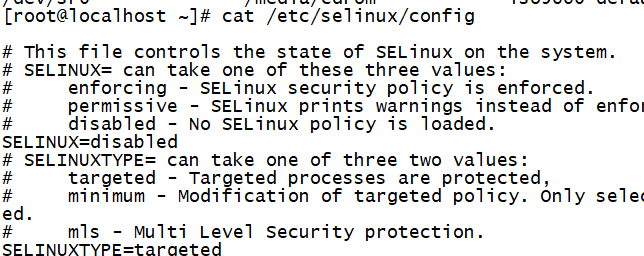 [root@localhost ~]# cat /etc/selinux/config
# This file controls the state of SELinux on the system.
# SELINUX= can take one of these three values:
#     enforcing - SELinux security policy is enforced.
#     permissive - SELinux prints warnings instead of
#     disabled - No SELinux policy is loaded.
SELINUX=disabled
# SELINUXTYPE= can take one of three two values:
#     targeted - Targeted processes are protected,
#     minimum - Modification of targeted policy. Only
ed.
#     mls - Multi Level Security protection.
SELINUXTYPE=targeted